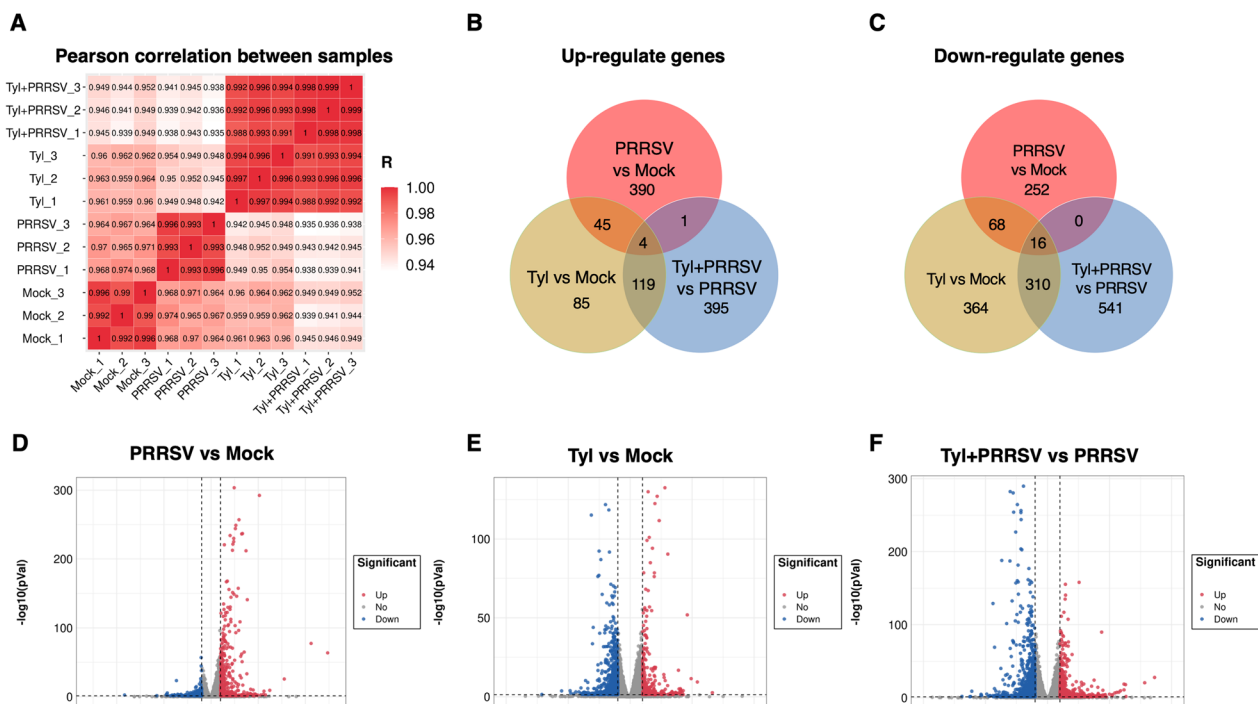 A
Pearson correlation between samples
Tyl+PRRSV_3 0.949 0.944 0.952 0.941 0.945 0.938 0.992 0.996 0.994 0.998 0.999 1
Tyl+PRRSV_2 0.946 0.941 0.949 0.939 0.942 0.936 0.992 0.996 0.993 0.998 1 0.999
Tyl+PRRSV_1 0.945 0.939 0.949 0.938 0.943 0.935 0.988 0.993 0.991 1 0.998 0.998
Tyl_3 0.96 0.962 0.962 0.954 0.949 0.948 0.994 0.996 1 0.991 0.993 0.994
Tyl_2 0.963 0.959 0.964 0.95 0.952 0.945 0.997 1 0.996 0.993 0.996 0.996
Tyl_1 0.961 0.959 0.96 0.949 0.948 0.942 1 0.997 0.994 0.988 0.992 0.992
PRRSV_3 0.964 0.967 0.964 0.996 0.993 1 0.942 0.945 0.948 0.935 0.936 0.938
PRRSV_2 0.97 0.965 0.971 0.993 1 0.993 0.948 0.952 0.949 0.943 0.942 0.945
PRRSV_1 0.968 0.974 0.968 1 0.993 0.996 0.949 0.95 0.954 0.938 0.939 0.941
Mock_3 0.996 0.99 1 0.968 0.971 0.964 0.96 0.964 0.962 0.949 0.949 0.952
Mock_2 0.992 1 0.99 0.974 0.965 0.967 0.959 0.959 0.962 0.939 0.941 0.944
Mock_1 1 0.992 0.996 0.968 0.97 0.964 0.961 0.963 0.96 0.945 0.946 0.949
Mock_1 Mock_2 Mock_3 PRRSV_1 PRRSV_2 PRRSV_3 Tyl_1 Tyl_2 Tyl_3 Tyl+PRRSV_1 Tyl+PRRSV_2 Tyl+PRRSV_3
R
1.00
0.98
0.96
0.94
B
Up-regulate genes
PRRSV
vs Mock
390
45
1
4
Tyl vs Mock
85
119
Tyl+PRRSV
vs PRRSV
395
C
Down-regulate genes
PRRSV
vs Mock
252
68
0
16
Tyl vs Mock
364
310
Tyl+PRRSV
vs PRRSV
541
D
PRRSV vs Mock
-log10(pVal)
300
200
100
0
Significant
Up
No
Down
E
Tyl vs Mock
-log10(pVal)
100
50
0
Significant
Up
No
Down
F
Tyl+PRRSV vs PRRSV
-log10(pVal)
300
200
100
0
Significant
Up
No
Down